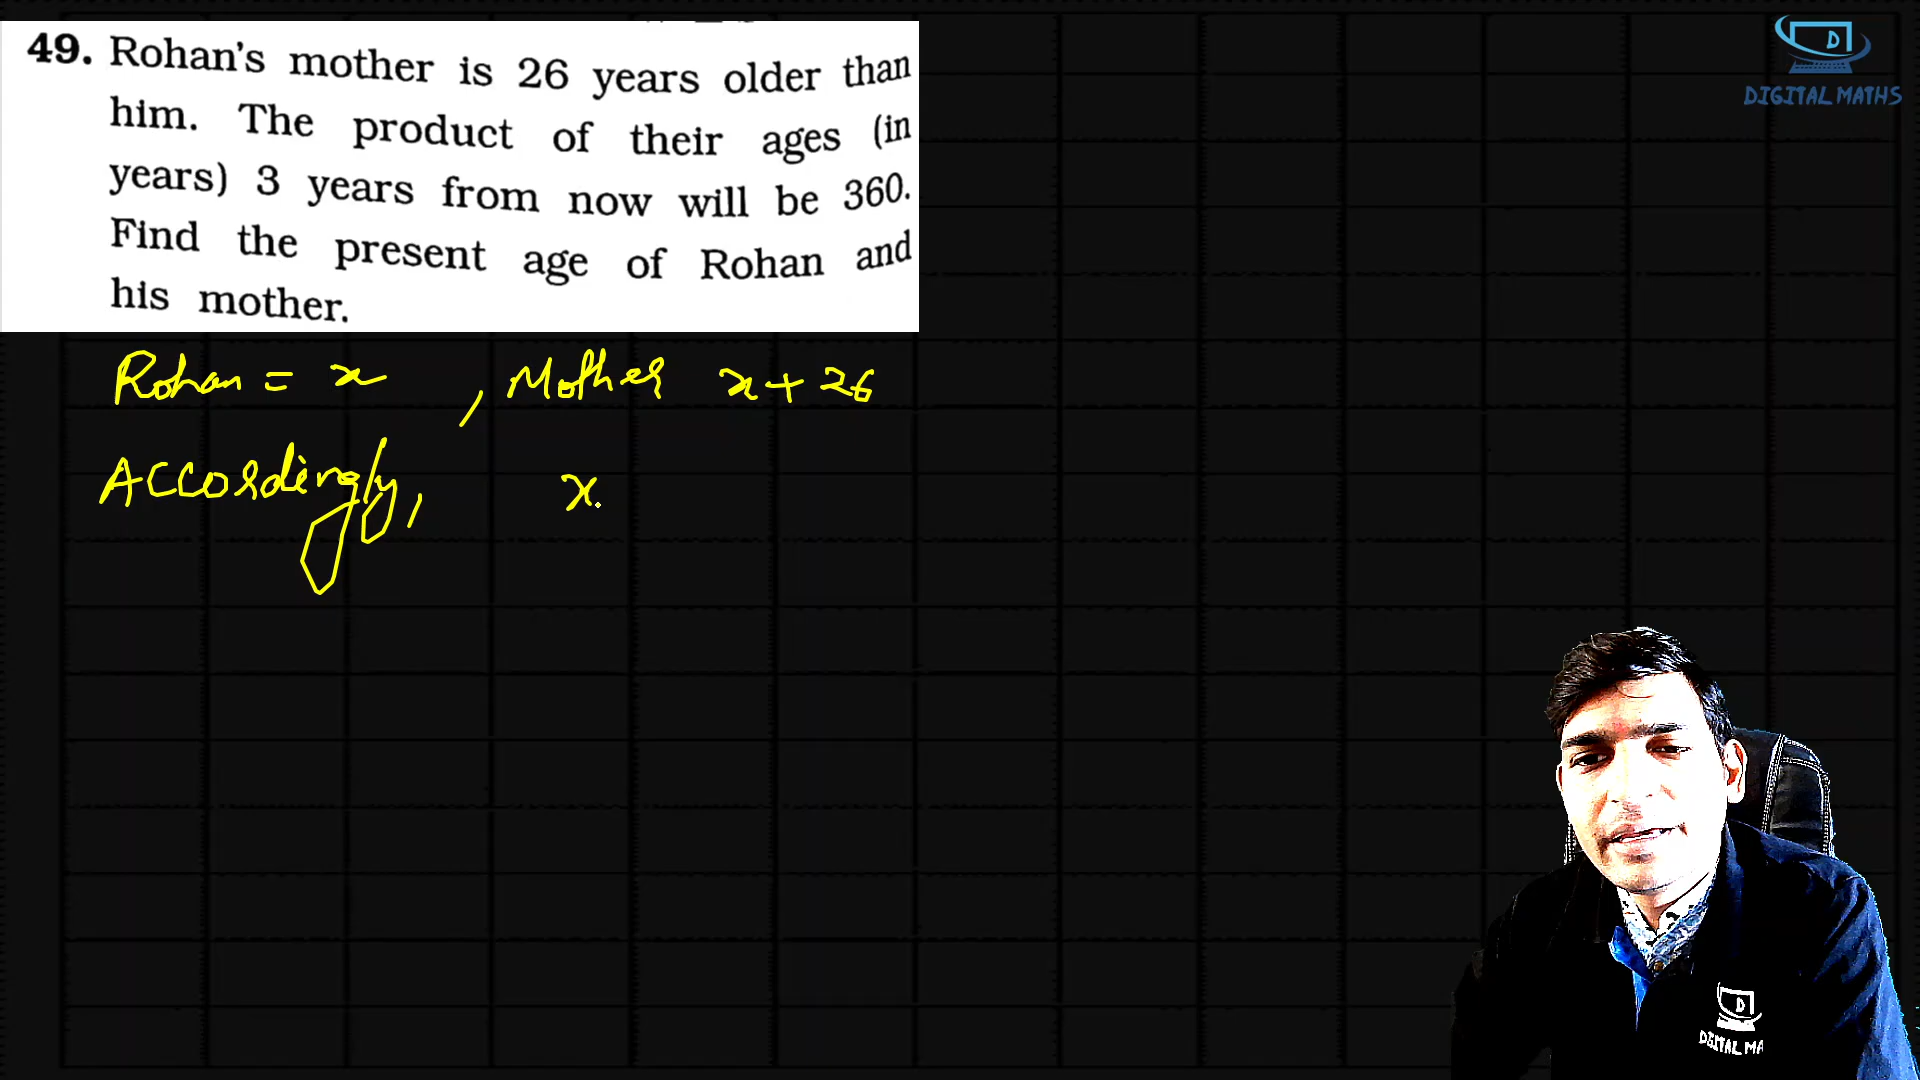 49. Rohan's mother is 26 years older than
him. The product of their ages (in
years) 3 years from now will be 360.
Find the present age of Rohan and
his mother.
Rohan = x , Mother x + 26
Accordingly, x
D
DIGITAL MATHS
D
DIGITAL MA